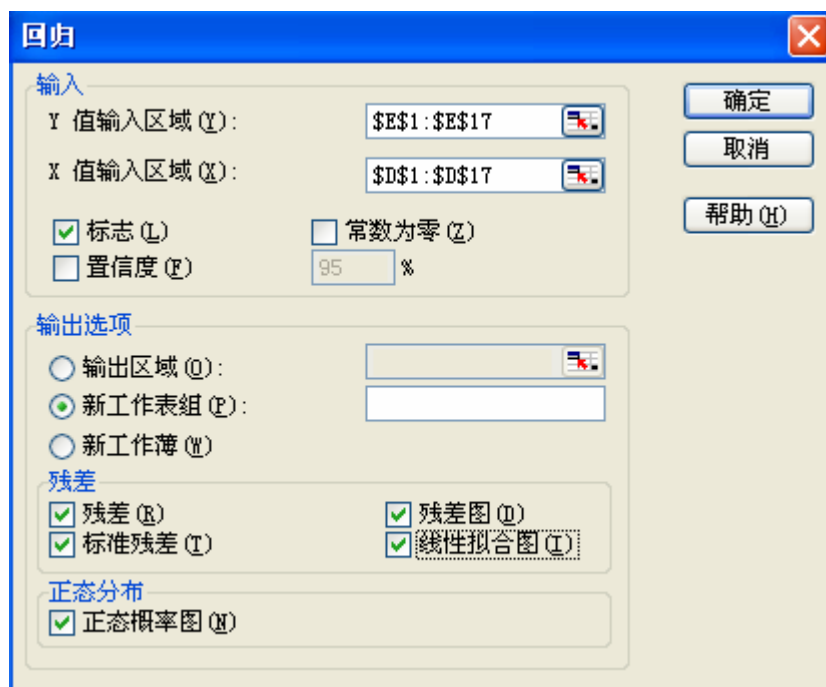 回归
输入
Y 值输入区域(Y):
$E$1:$E$17
确定
X 值输入区域(X):
$D$1:$D$17
取消
标志(L)
常数为零(Z)
帮助(H)
置信度(F)
95
%
输出选项
输出区域(O):
新工作表组(P):
新工作薄(W)
残差
残差(R)
残差图(D)
标准残差(T)
线性拟合图(I)
正态分布
正态概率图(N)